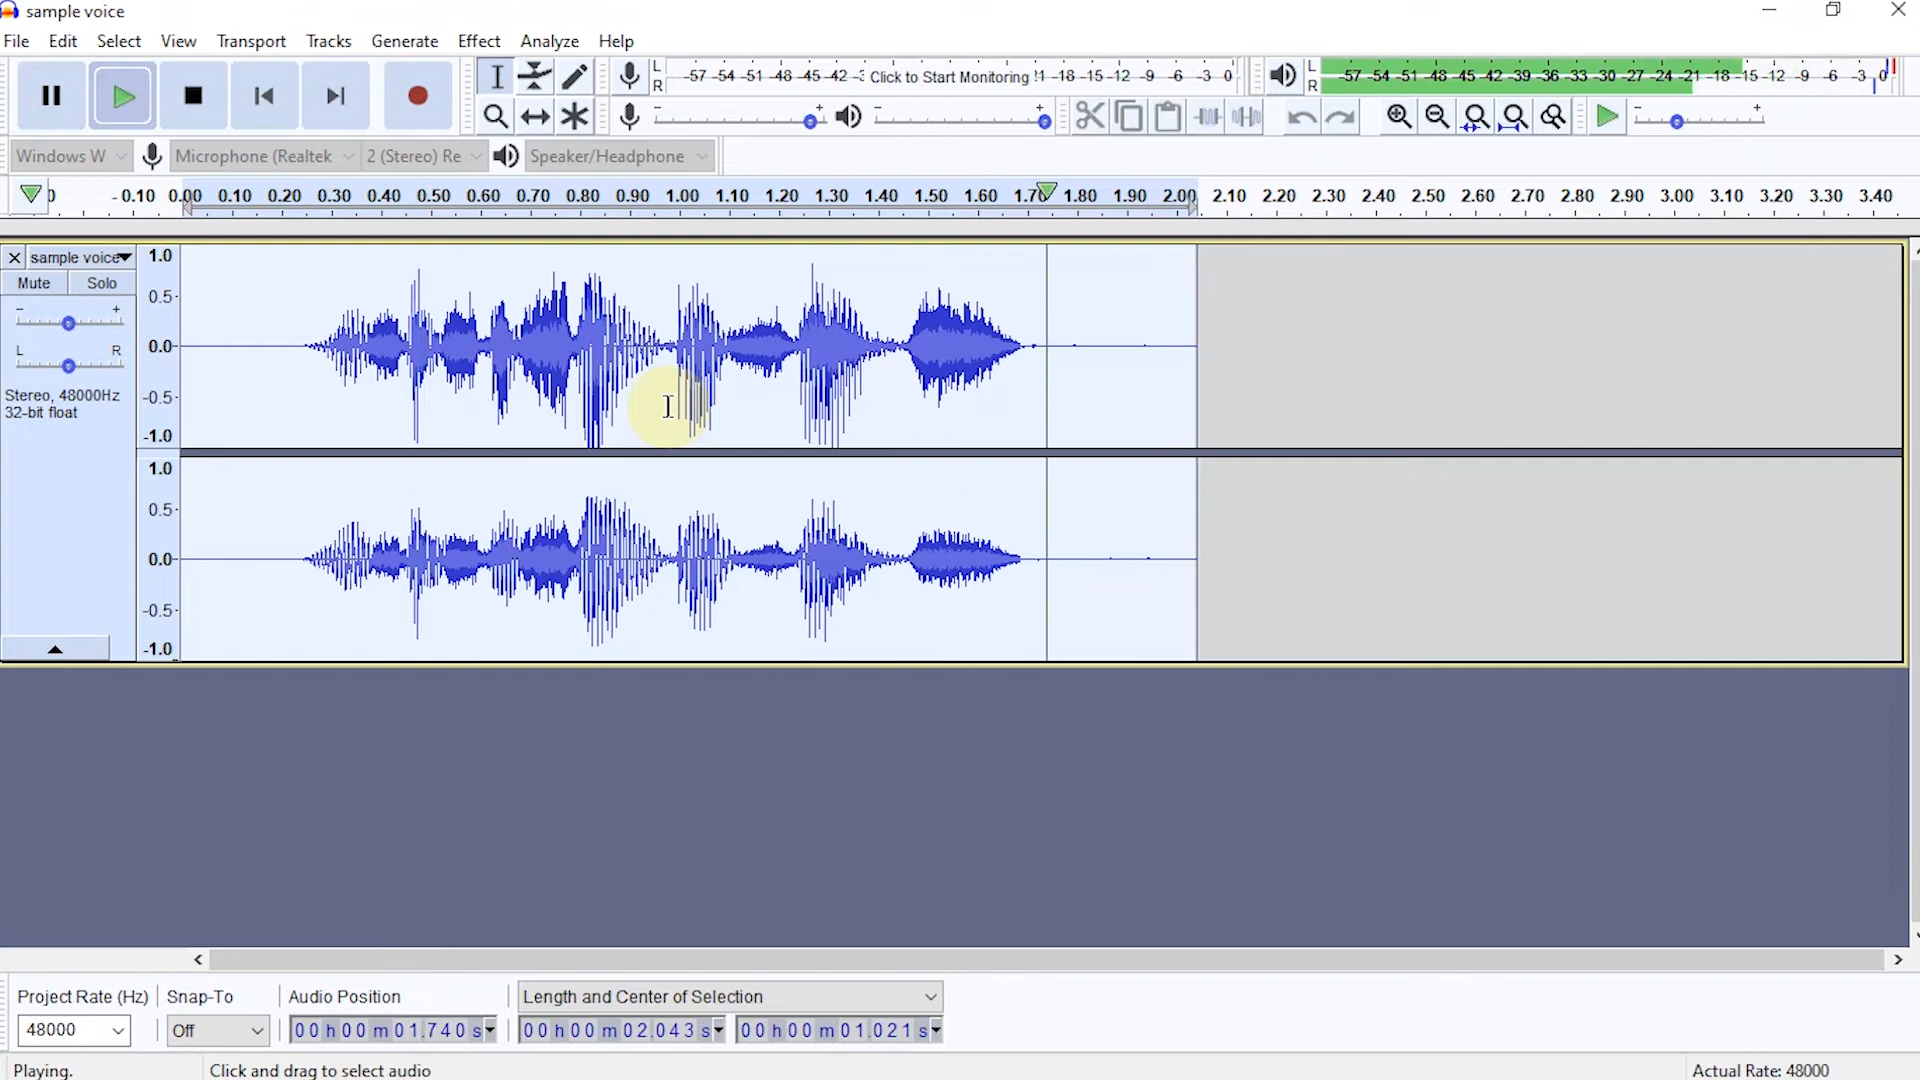 sample voice
File Edit Select View Transport Tracks Generate Effect Analyze Help
L R -57 -54 -51 -48 -45 -42 Click to Start Monitoring -18 -15 -12 -9 -6 -3 0
L R -57 -54 -51 -48 -45 -42 -39 -36 -33 -30 -27 -24 -21 -18 -15 -12 -9 -6 -3 0
Windows W Microphone (Realtek 2 (Stereo) Re Speaker/Headphone
-0.10 0.00 0.10 0.20 0.30 0.40 0.50 0.60 0.70 0.80 0.90 1.00 1.10 1.20 1.30 1.40 1.50 1.60 1.70 1.80 1.90 2.00 2.10 2.20 2.30 2.40 2.50 2.60 2.70 2.80 2.90 3.00 3.10 3.20 3.30 3.40
sample voice
Mute Solo
L R
Stereo, 48000Hz
32-bit float
1.0
0.5
0.0
-0.5
-1.0
1.0
0.5
0.0
-0.5
-1.0
Project Rate (Hz) Snap-To Audio Position Length and Center of Selection
48000 Off 00h00m01.740s 00h00m02.043s 00h00m01.021s
Playing. Click and drag to select audio Actual Rate: 48000